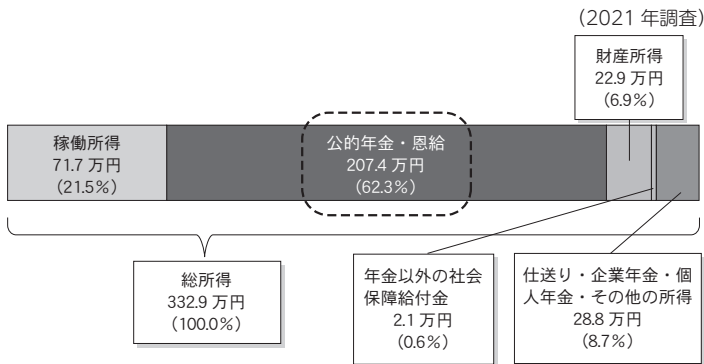 （2021 年調査）
財産所得
22.9 万円
（6.9％）
稼働所得
71.7 万円
（21.5％）
公的年金・恩給
207.4 万円
（62.3％）
総所得
332.9 万円
（100.0％）
年金以外の社会
保障給付金
2.1 万円
（0.6％）
仕送り・企業年金・個
人年金・その他の所得
28.8 万円
（8.7％）